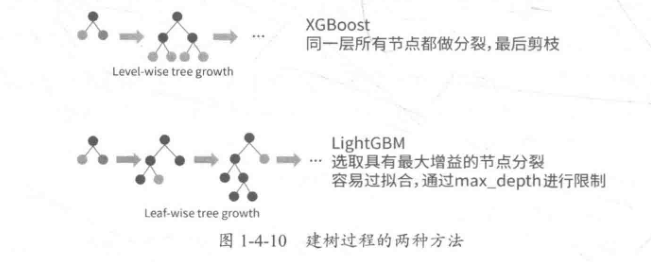 XGBoost
同一层所有节点都做分裂,最后剪枝
Level-wise tree growth
LightGBM
选取具有最大增益的节点分裂
容易过拟合,通过max_depth进行限制
Leaf-wise tree growth
图 1-4-10 建树过程的两种方法